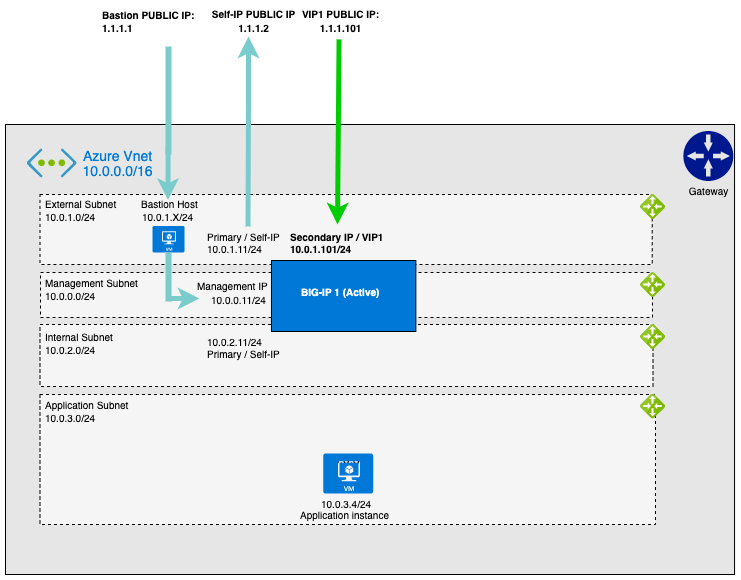 Bastion PUBLIC IP:
1.1.1.1
Self-IP PUBLIC IP
1.1.1.2
VIP1 PUBLIC IP:
1.1.1.101
Azure Vnet
10.0.0.0/16
Gateway
External Subnet
10.0.1.0/24
Bastion Host
10.0.1.X/24
VM
Primary / Self-IP
10.0.1.11/24
Secondary IP / VIP1
10.0.1.101/24
Management Subnet
10.0.0.0/24
Management IP
10.0.0.11/24
BIG-IP 1 (Active)
Internal Subnet
10.0.2.0/24
10.0.2.11/24
Primary / Self-IP
Application Subnet
10.0.3.0/24
VM
10.0.3.4/24
Application instance